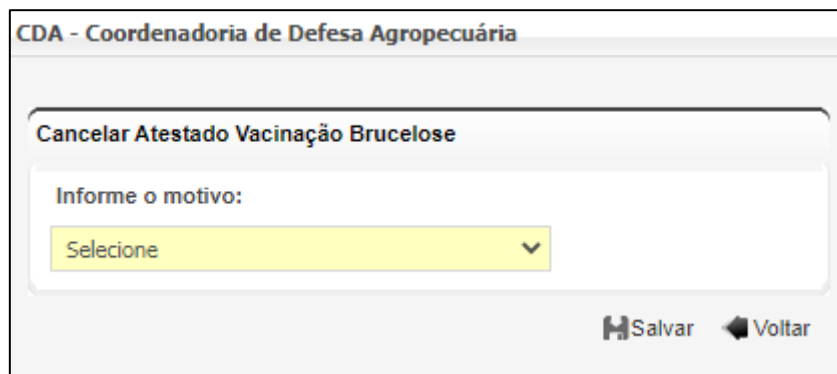 CDA - Coordenadoria de Defesa Agropecuária
Cancelar Atestado Vacinação Brucelose
Informe o motivo:
Selecione
Salvar Voltar